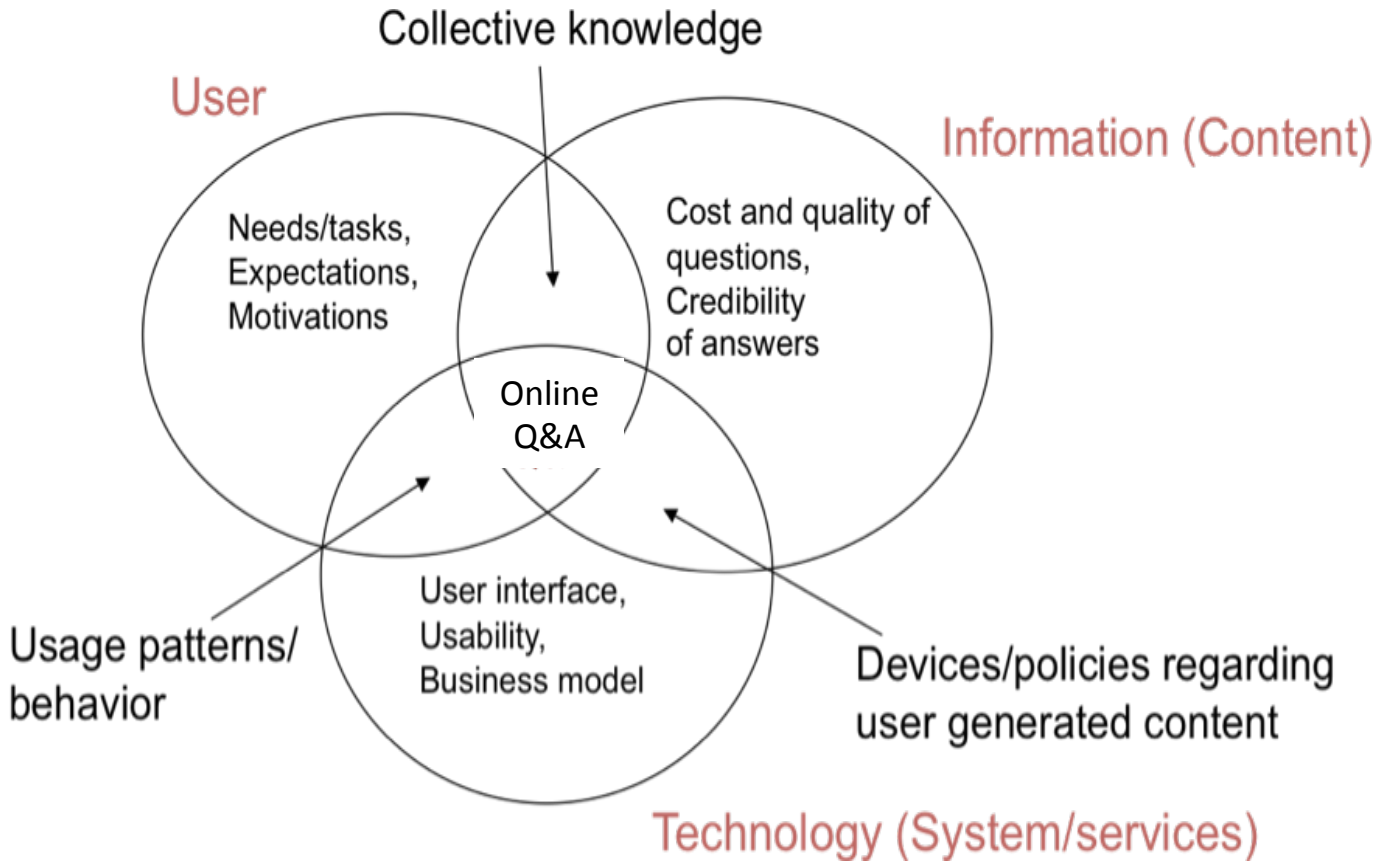 Collective knowledge
User
Information (Content)
Needs/tasks,
Expectations,
Motivations
Cost and quality of
questions,
Credibility
of answers
Online
Q&A
User interface,
Usability,
Business model
Usage patterns/
behavior
Devices/policies regarding
user generated content
Technology (System/services)